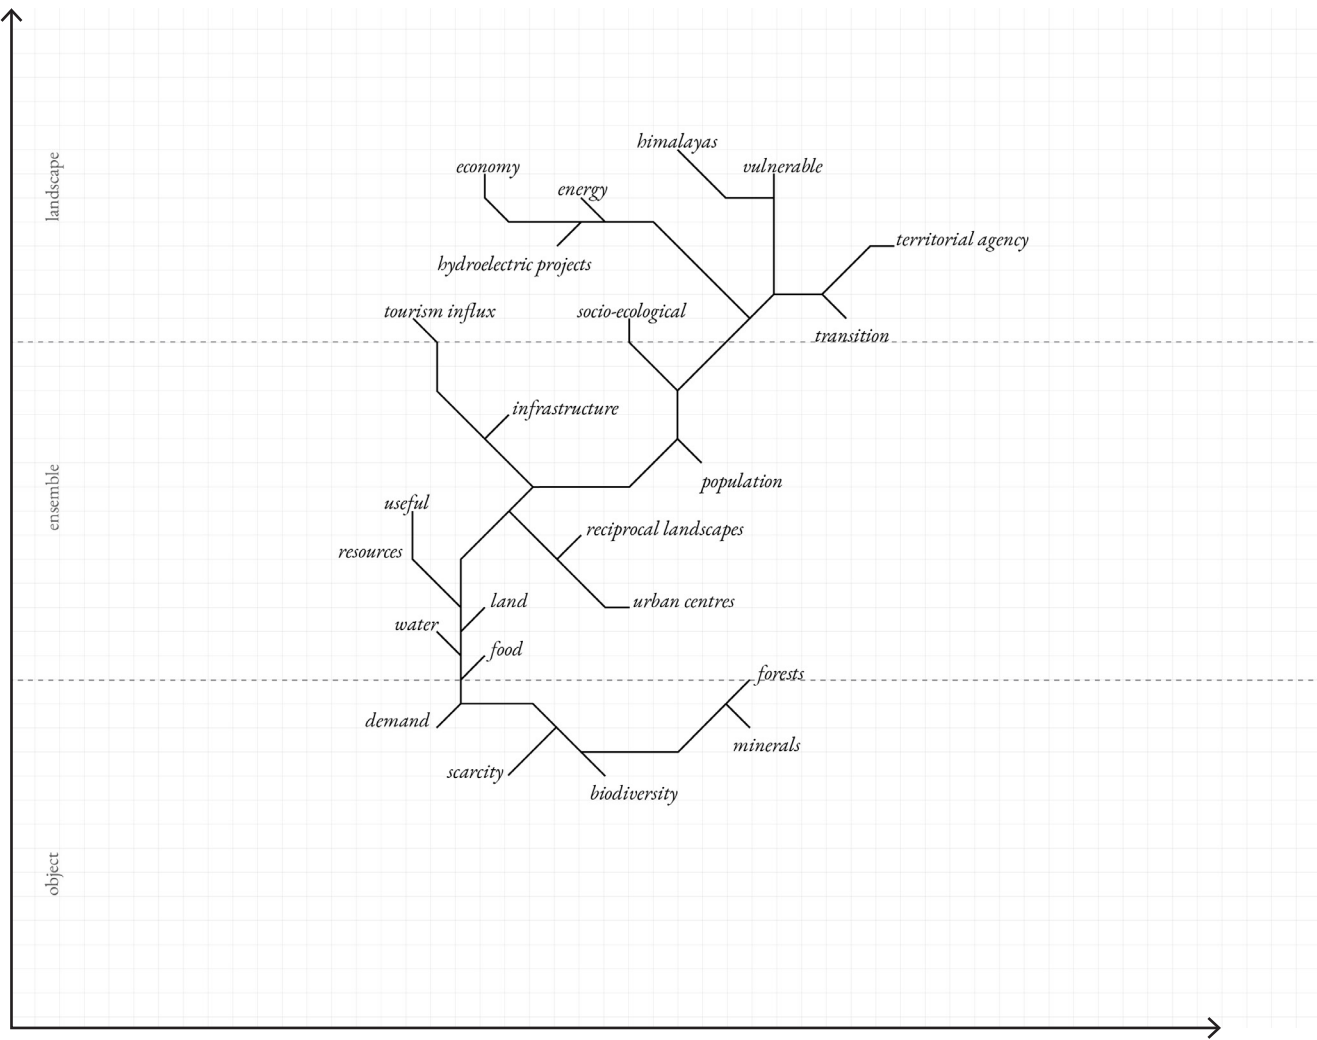 landscape
himalayas
economy
vulnerable
energy
territorial agency
hydroelectric projects
tourism influx
socio-ecological
transition
infrastructure
ensemble
population
useful
reciprocal landscapes
resources
land
urban centres
water
food
forests
demand
minerals
scarcity
biodiversity
object